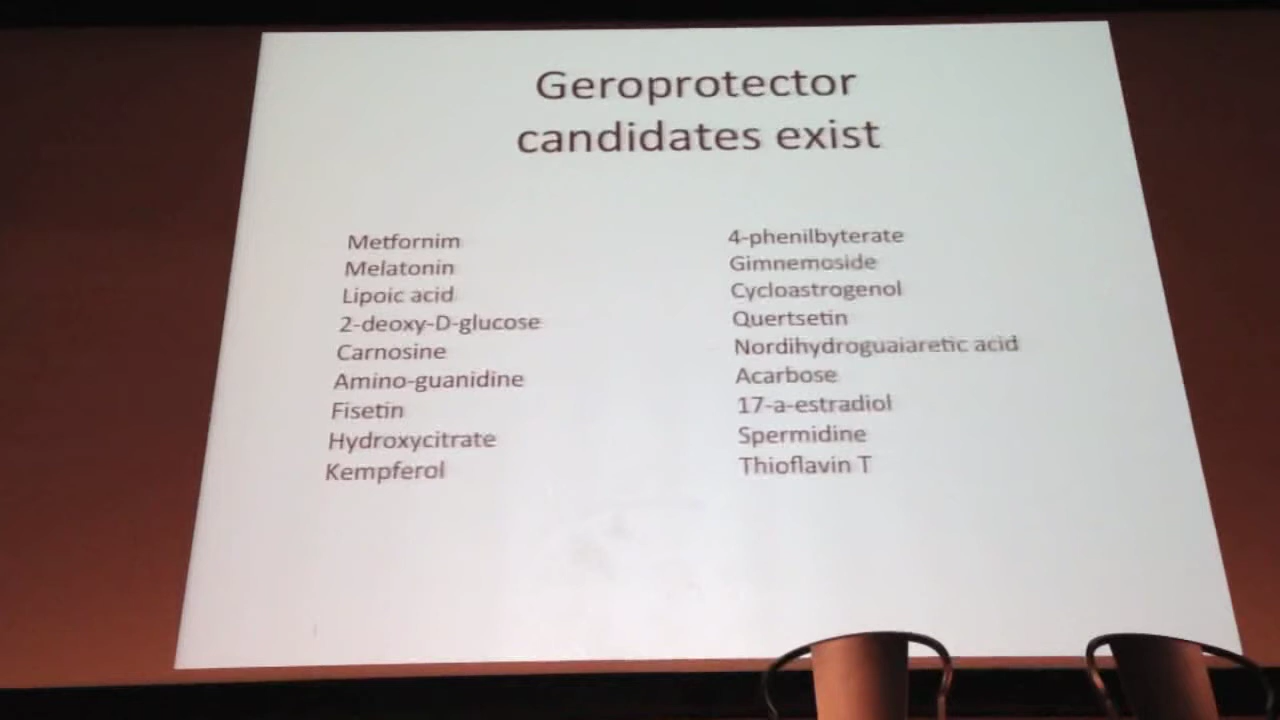 Geroprotector
candidates exist
Metfornim
Melatonin
Lipoic acid
2-deoxy-D-glucose
Carnosine
Amino-guanidine
Fisetin
Hydroxycitrate
Kempferol
4-phenilbyterate
Gimnemoside
Cycloastrogenol
Quertsetin
Nordihydroguaiaretic acid
Acarbose
17-a-estradiol
Spermidine
Thioflavin T